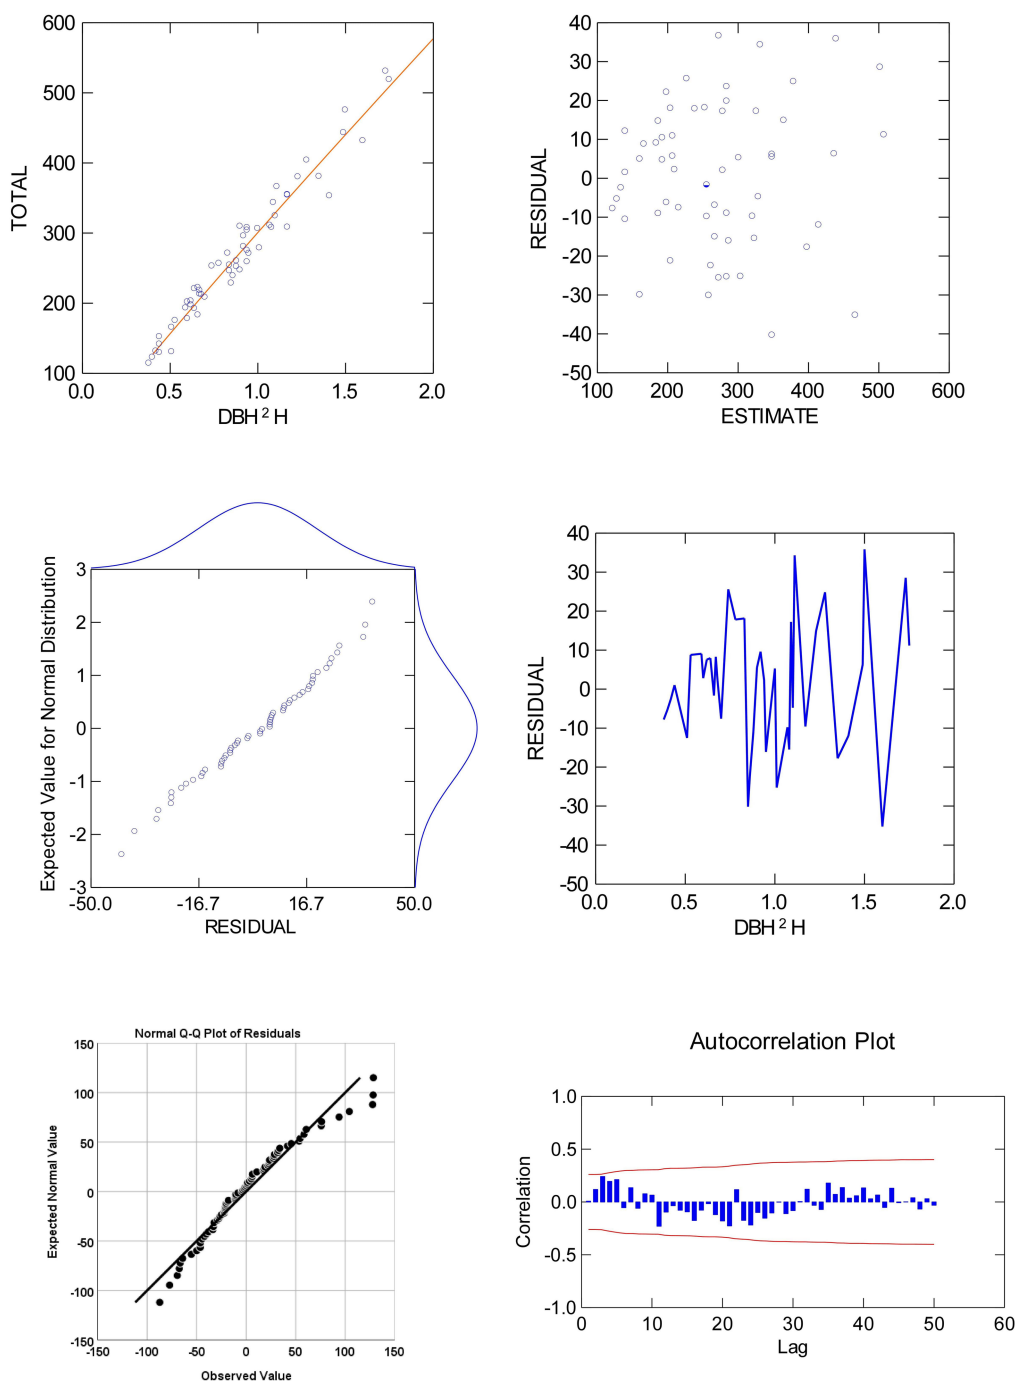 600
500
400
300
200
100
0.0 0.5 1.0 1.5 2.0
TOTAL
DBH² H
40
30
20
10
0
-10
-20
-30
-40
-50
100 200 300 400 500 600
RESIDUAL
ESTIMATE
3
2
1
0
-1
-2
-3
-50.0 -16.7 16.7 50.0
Expected Value for Normal Distribution
RESIDUAL
40
30
20
10
0
-10
-20
-30
-40
-50
0.0 0.5 1.0 1.5 2.0
RESIDUAL
DBH² H
Normal Q-Q Plot of Residuals
150
100
50
0
-50
-100
-150
-150 -100 -50 0 50 100 150
Expected Normal Value
Observed Value
Autocorrelation Plot
1.0
0.5
0.0
-0.5
-1.0
0 10 20 30 40 50 60
Correlation
Lag